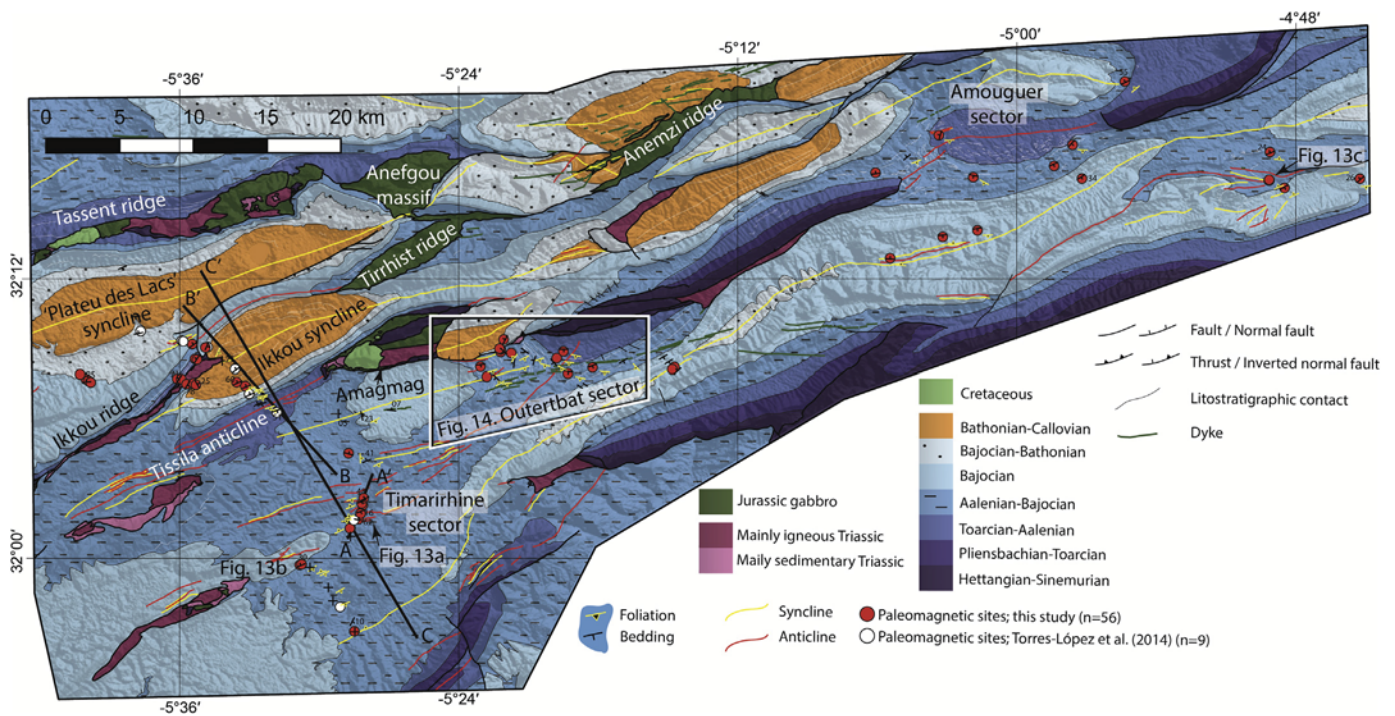 -4°48'
-5°00'
-5°12'
-5°24'
-5°36'
0 5 10 15 20 km
Amouguer
sector
Anemzi ridge
Fig. 13c
Anefgou
massif
Tassent ridge
Tirrhist ridge
32°12'
C'
B'
'Plateu des Lacs'
syncline
Ikkou syncline
Amagmag
Fig. 14. Outertbat sector
Ikkou ridge
Tissila anticline
B
A'
Timarirhine
sector
A
Fig. 13a
32°00'
Fig. 13b
C
-5°36'
-5°24'
Fault / Normal fault
Thrust / Inverted normal fault
Litostratigraphic contact
Dyke
Cretaceous
Bathonian-Callovian
Bajocian-Bathonian
Bajocian
Aalenian-Bajocian
Toarcian-Aalenian
Pliensbachian-Toarcian
Hettangian-Sinemurian
Jurassic gabbro
Mainly igneous Triassic
Maily sedimentary Triassic
Foliation
Bedding
Syncline
Anticline
Paleomagnetic sites; this study (n=56)
Paleomagnetic sites; Torres-López et al. (2014) (n=9)